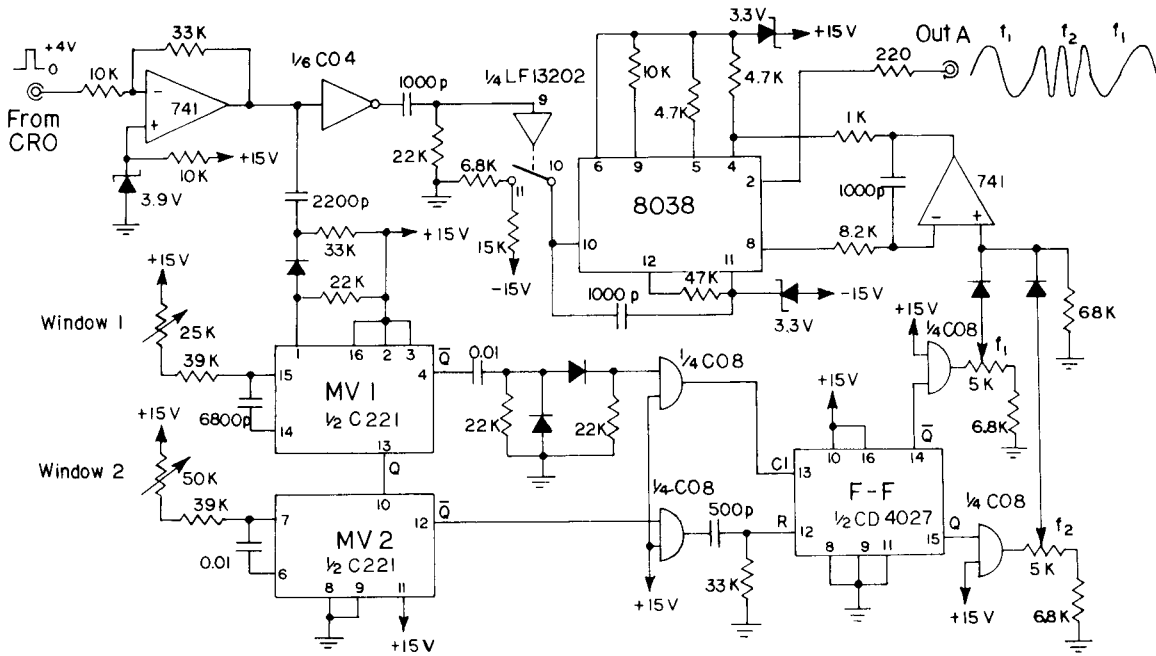 33K
+4V
0
10K
From
CRO
741
−
+
10K
+15V
3.9V
1/6 CO4
1000p
1/4 LF13202
9
22K
6.8K
10
11
15K
−15V
2200p
33K
+15V
22K
3.3V
+15V
10K
4.7K
4.7K
6
9
5
4
2
8038
10
8
12
11
47K
1000p
3.3V
−15V
220
Out A
f₁
f₂
f₁
1K
1000p
741
−
+
8.2K
68K
+15V
Window 1
25K
39K
6800p
1
16
2
3
15
14
4
Q̅
MV 1
1/2 C221
13
Q
0.01
22K
22K
1/4 CO8
+15V
Window 2
50K
39K
0.01
10
7
6
12
Q̅
MV 2
1/2 C221
8
9
11
+15V
1/4 CO8
500p
+15V
33K
+15V
10
16
14
Q̅
Cl
13
F-F
R
12
1/2 CD4027
15
Q
8
9
11
+15V
1/4 CO8
f₁
5K
6.8K
1/4 CO8
+15V
f₂
5K
6.8K